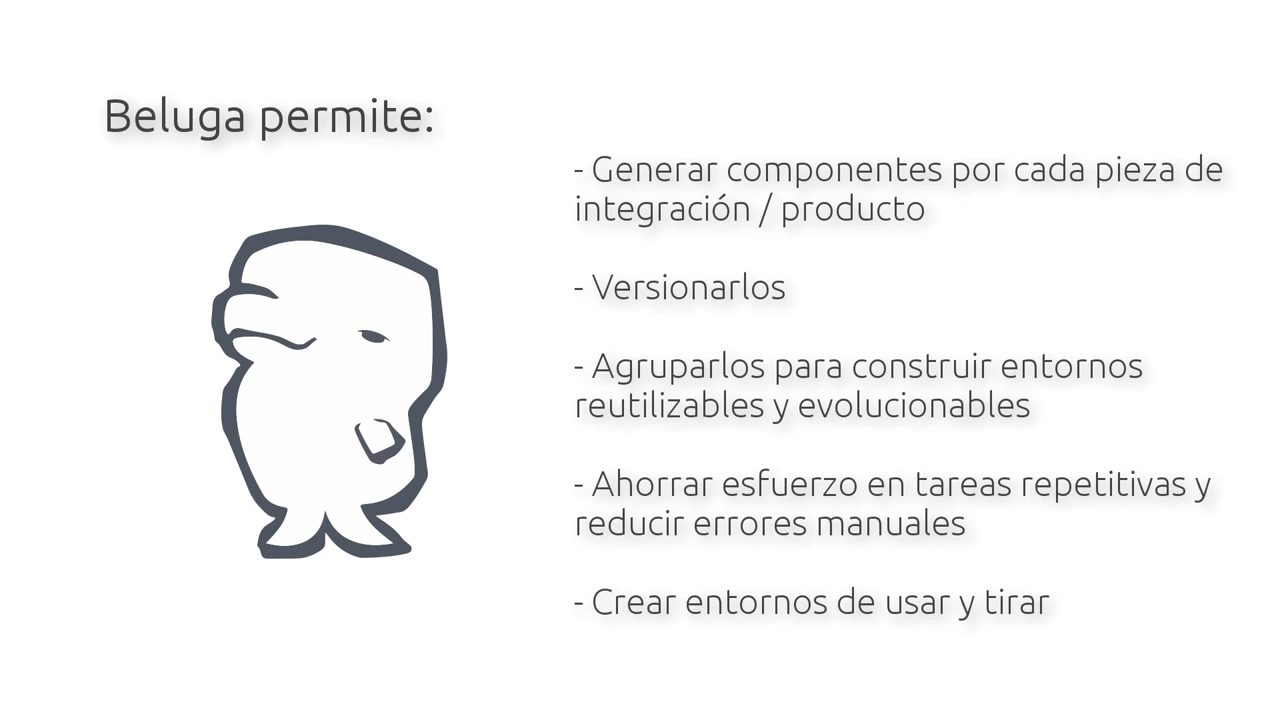 Beluga permite:
- Generar componentes por cada pieza de
integración / producto
- Versionarlos
- Agruparlos para construir entornos
reutilizables y evolucionables
- Ahorrar esfuerzo en tareas repetitivas y
reducir errores manuales
- Crear entornos de usar y tirar